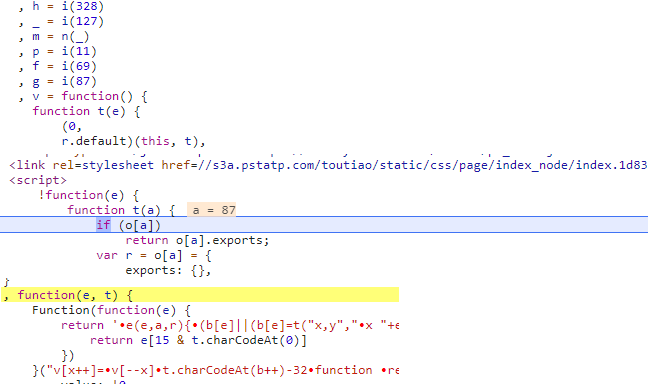 , h = i(328)
, _ = i(127)
, m = n(_)
, p = i(11)
, f = i(69)
, g = i(87)
, v = function() {
function t(e) {
(0,
r.default)(this, t),
<link rel=stylesheet href=//s3a.pstatp.com/toutiao/static/css/page/index_node/index.1d83
<script>
!function(e) {
function t(a) { a = 87
if (o[a])
return o[a].exports;
var r = o[a] = {
exports: {},
}
, function(e, t) {
Function(function(e) {
return '•e(e,a,r){•(b[e]||(b[e]=t("x,y","•x "+e
return e[15 & t.charCodeAt(0)]
})
}("v[x++]=•v[--x]•t.charCodeAt(b++)-32•function •re